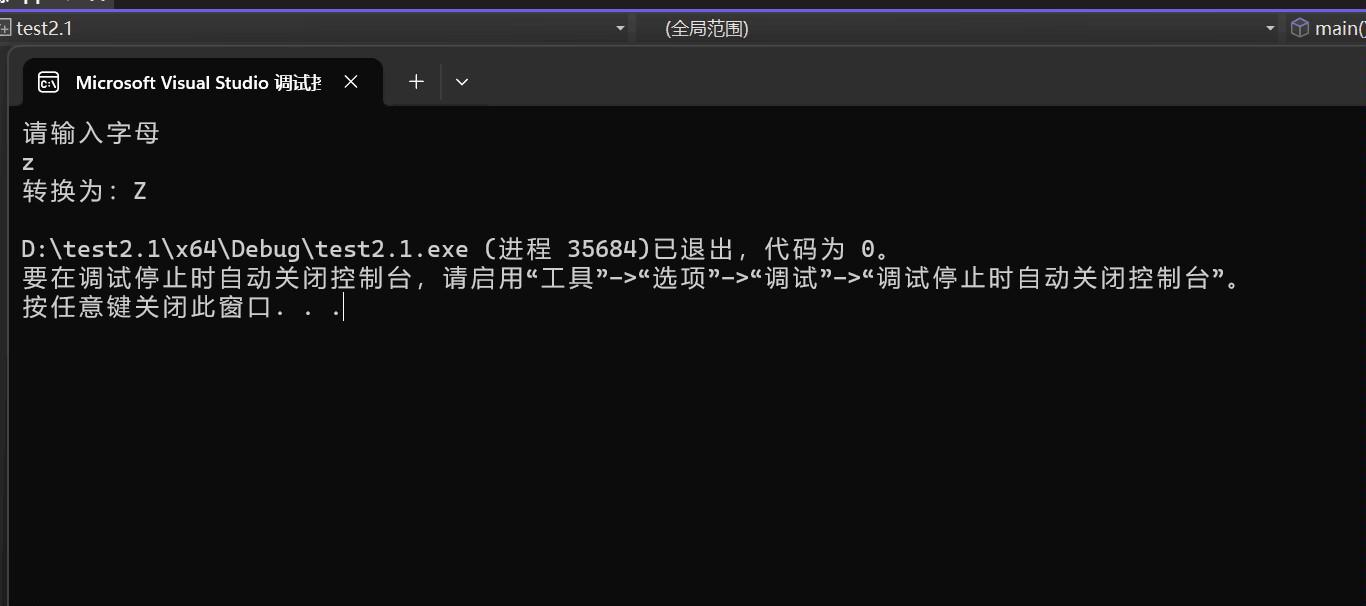 test2.1
(全局范围)
main()
Microsoft Visual Studio 调试
请输入字母
z
转换为：Z
D:\test2.1\x64\Debug\test2.1.exe (进程 35684)已退出，代码为 0。
要在调试停止时自动关闭控制台，请启用“工具”->“选项”->“调试”->“调试停止时自动关闭控制台”。
按任意键关闭此窗口. . .